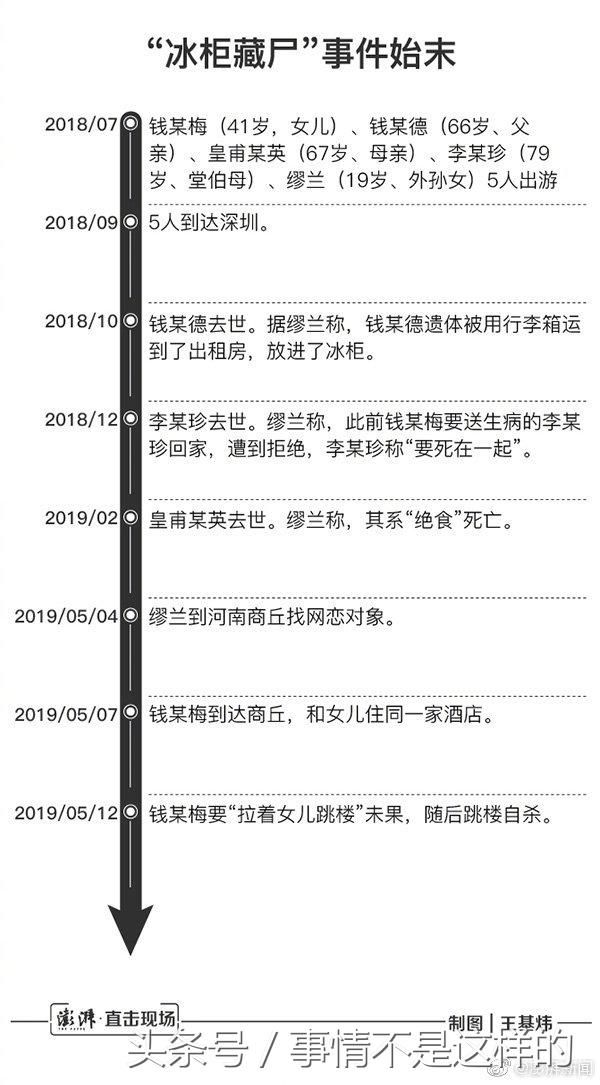 “冰柜藏尸”事件始末
2018/07
钱某梅（41岁，女儿）、钱某德（66岁、父
亲）、皇甫某英（67岁、母亲）、李某珍（79
岁、堂伯母）、缪兰（19岁、外孙女）5人出游
2018/09
5人到达深圳。
2018/10
钱某德去世。据缪兰称，钱某德遗体被用行李箱运
到了出租房，放进了冰柜。
2018/12
李某珍去世。缪兰称，此前钱某梅要送生病的李某
珍回家，遭到拒绝，李某珍称“要死在一起”。
2019/02
皇甫某英去世。缪兰称，其系“绝食”死亡。
2019/05/04
缪兰到河南商丘找网恋对象。
2019/05/07
钱某梅到达商丘，和女儿住同一家酒店。
2019/05/12
钱某梅要“拉着女儿跳楼”未果，随后跳楼自杀。
澎湃·直击现场
THE PAPER
制图 | 王基炜
头条号 / 事情不是这样的